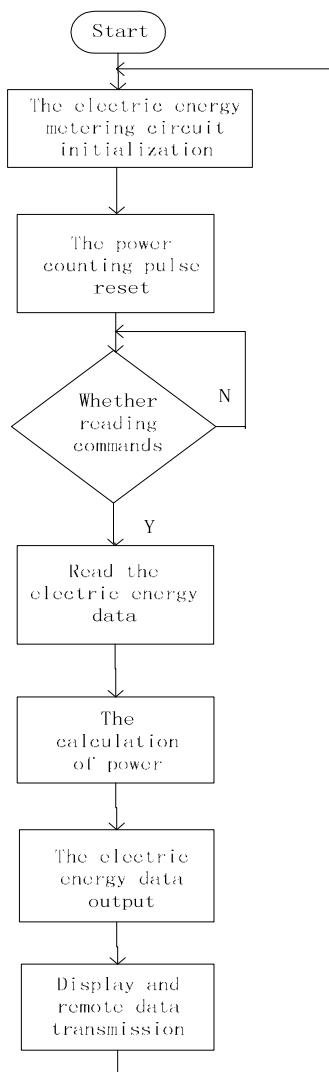 Start
The electric energy
metering circuit
initialization
The power
counting pulse
reset
Whether
reading
commands
N
Y
Read the
electric energy
data
The
calculation
of power
The electric
energy data
output
Display and
remote data
transmission